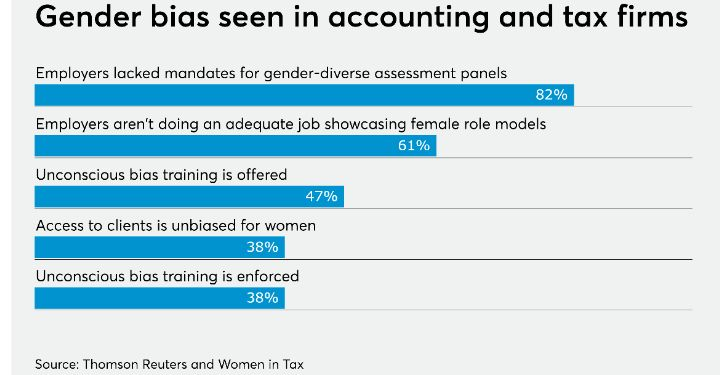 Gender bias seen in accounting and tax firms
Employers lacked mandates for gender-diverse assessment panels
82%
Employers aren't doing an adequate job showcasing female role models
61%
Unconscious bias training is offered
47%
Access to clients is unbiased for women
38%
Unconscious bias training is enforced
38%
Source: Thomson Reuters and Women in Tax